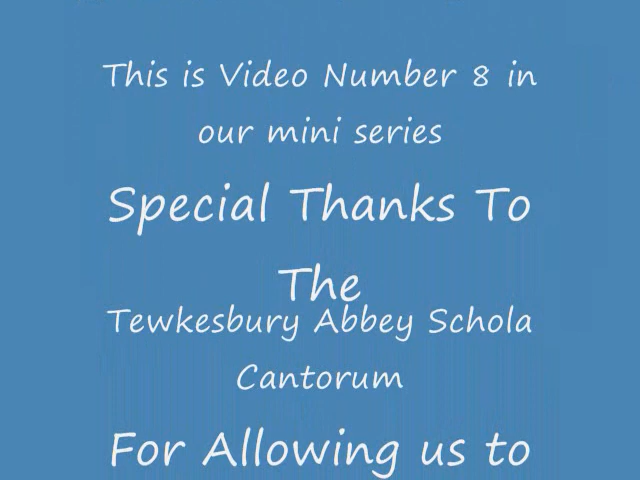 This is Video Number 8 in
our mini series
Special Thanks To
The
Tewkesbury Abbey Schola
Cantorum
For Allowing us to